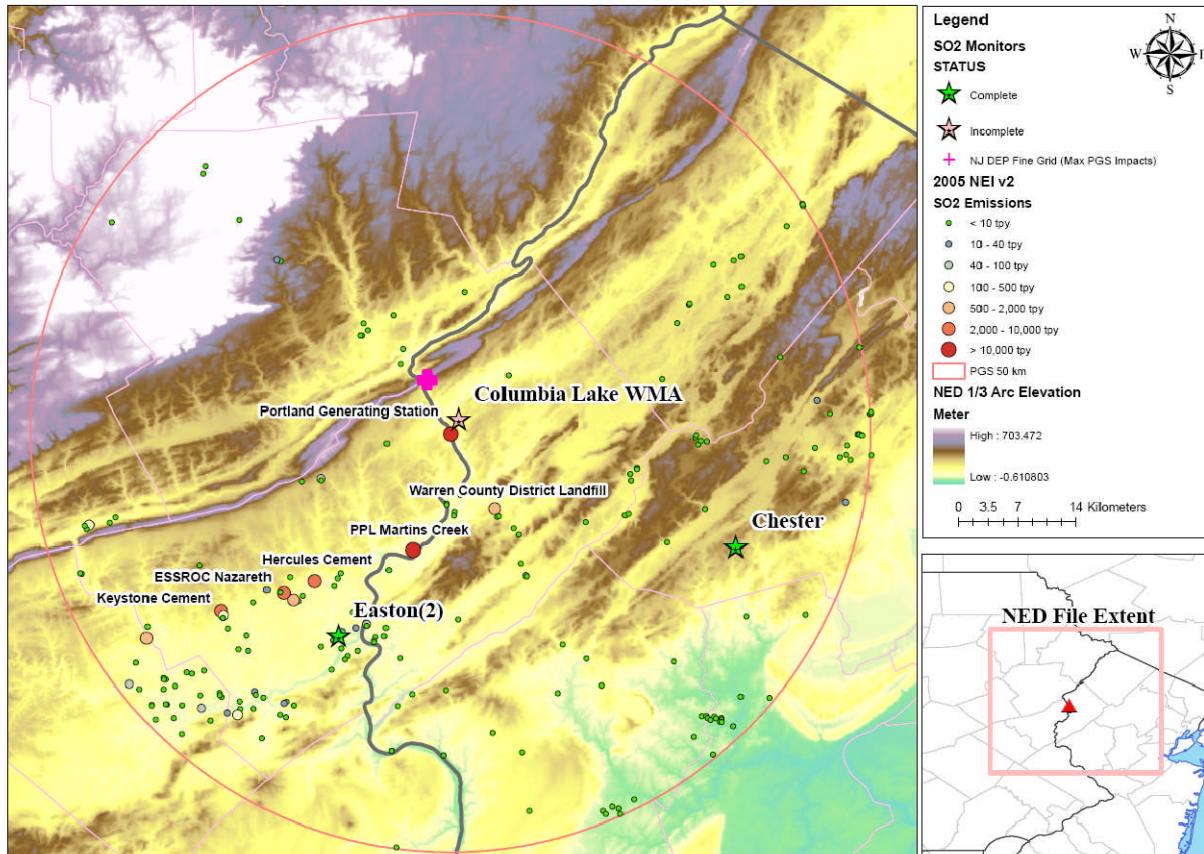 Columbia Lake WMA
Portland Generating Station
Warren County District Landfill
PPL Martins Creek
Chester
Hercules Cement
ESSROC Nazareth
Keystone Cement
Easton(2)
Legend
SO2 Monitors
STATUS
Complete
Incomplete
NJ DEP Fine Grid (Max PGS Impacts)
2005 NEI v2
SO2 Emissions
< 10 tpy
10 - 40 tpy
40 - 100 tpy
100 - 500 tpy
500 - 2,000 tpy
2,000 - 10,000 tpy
> 10,000 tpy
PGS 50 km
NED 1/3 Arc Elevation
Meter
High : 703.472
Low : -0.610803
0 3.5 7 14 Kilometers
N
W
S
NED File Extent